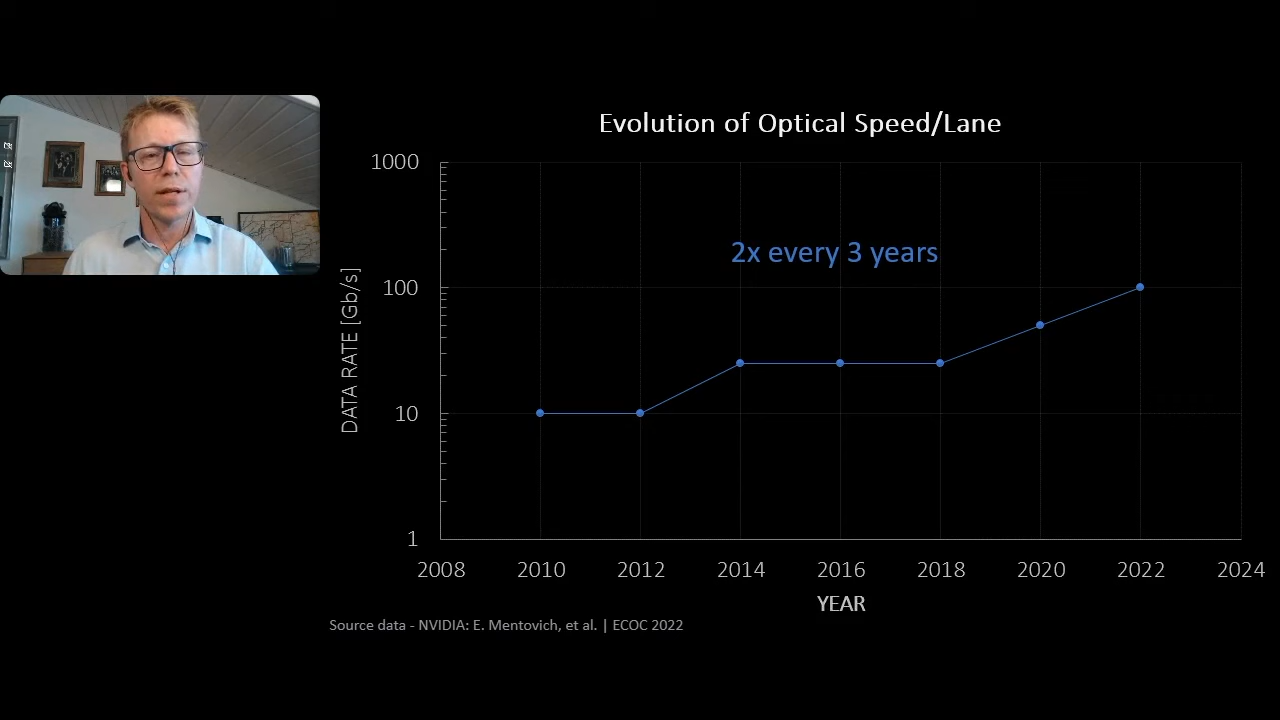 Evolution of Optical Speed/Lane
1000
100
10
1
DATA RATE [Gb/s]
2x every 3 years
2008 2010 2012 2014 2016 2018 2020 2022 2024
YEAR
Source data - NVIDIA: E. Mentovich, et al. | ECOC 2022